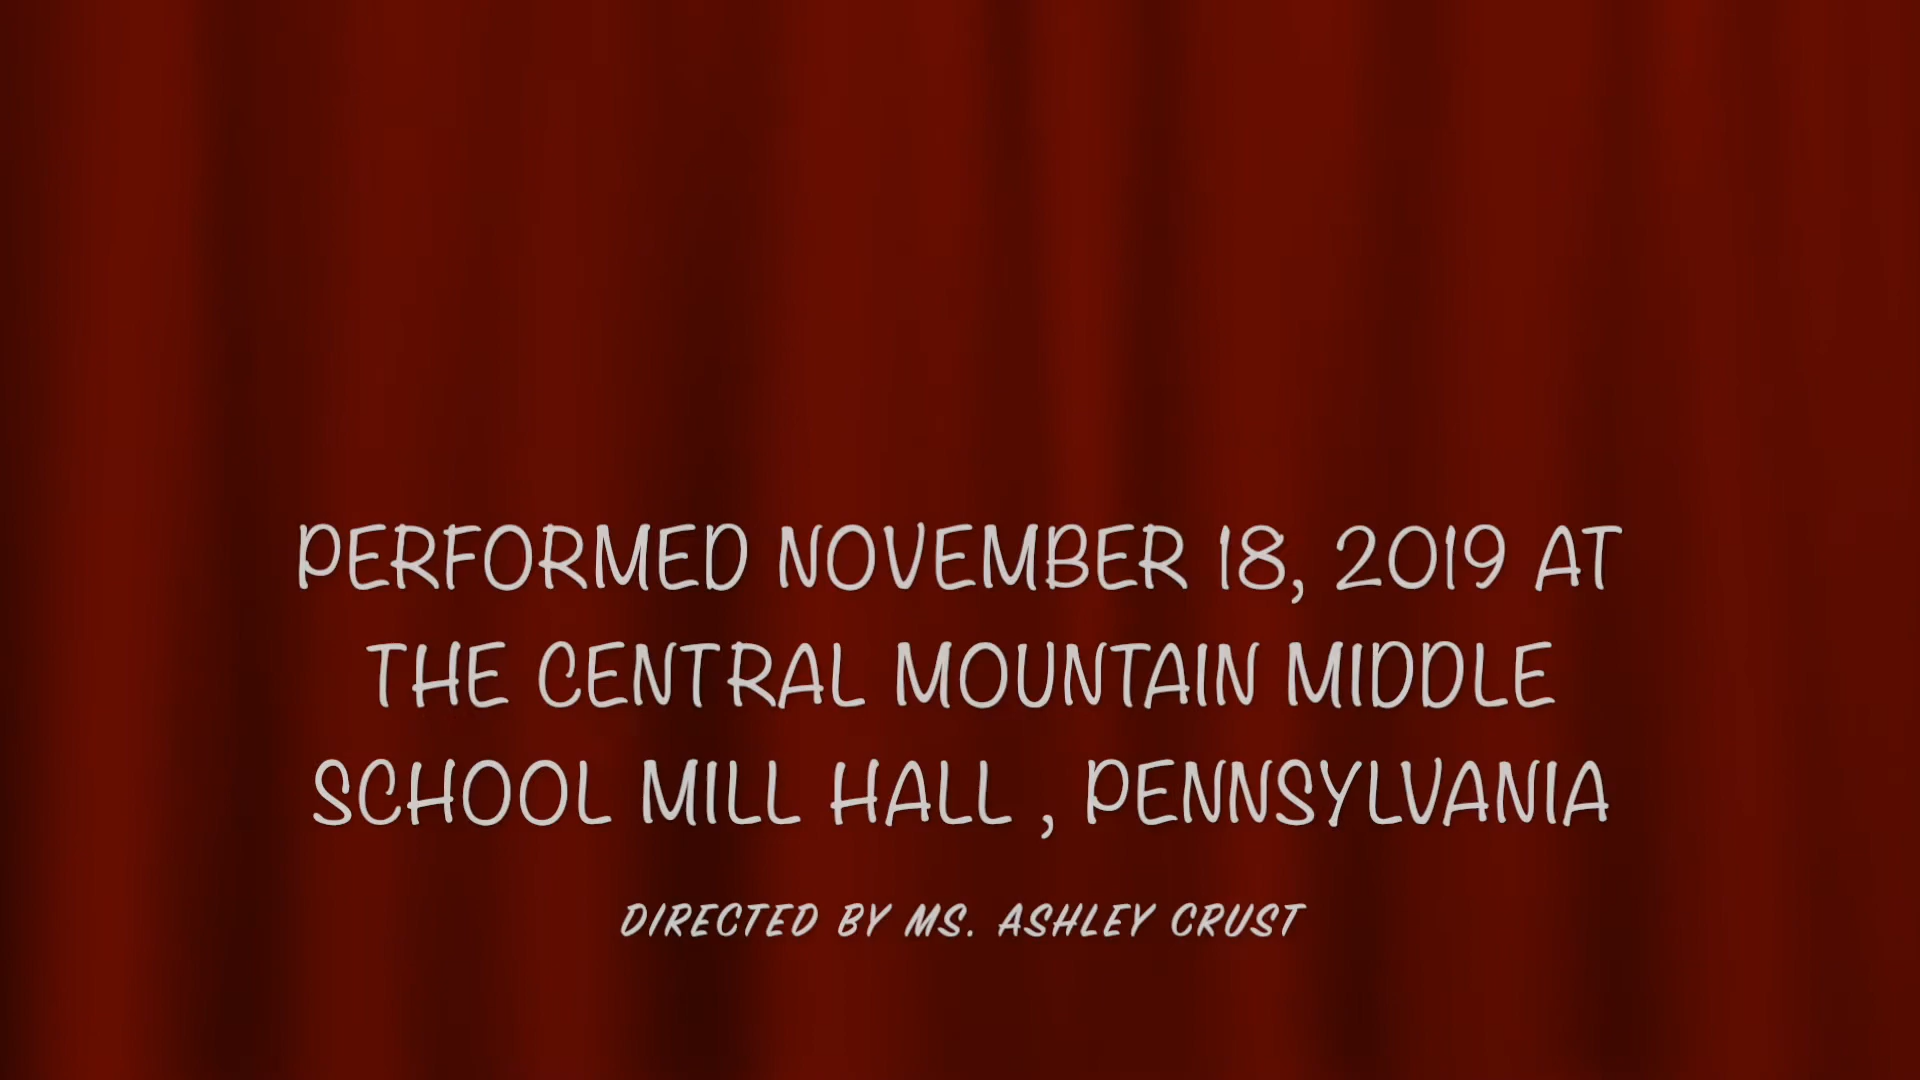 PERFORMED NOVEMBER 18, 2019 AT
THE CENTRAL MOUNTAIN MIDDLE
SCHOOL MILL HALL , PENNSYLVANIA
DIRECTED BY MS. ASHLEY CRUST